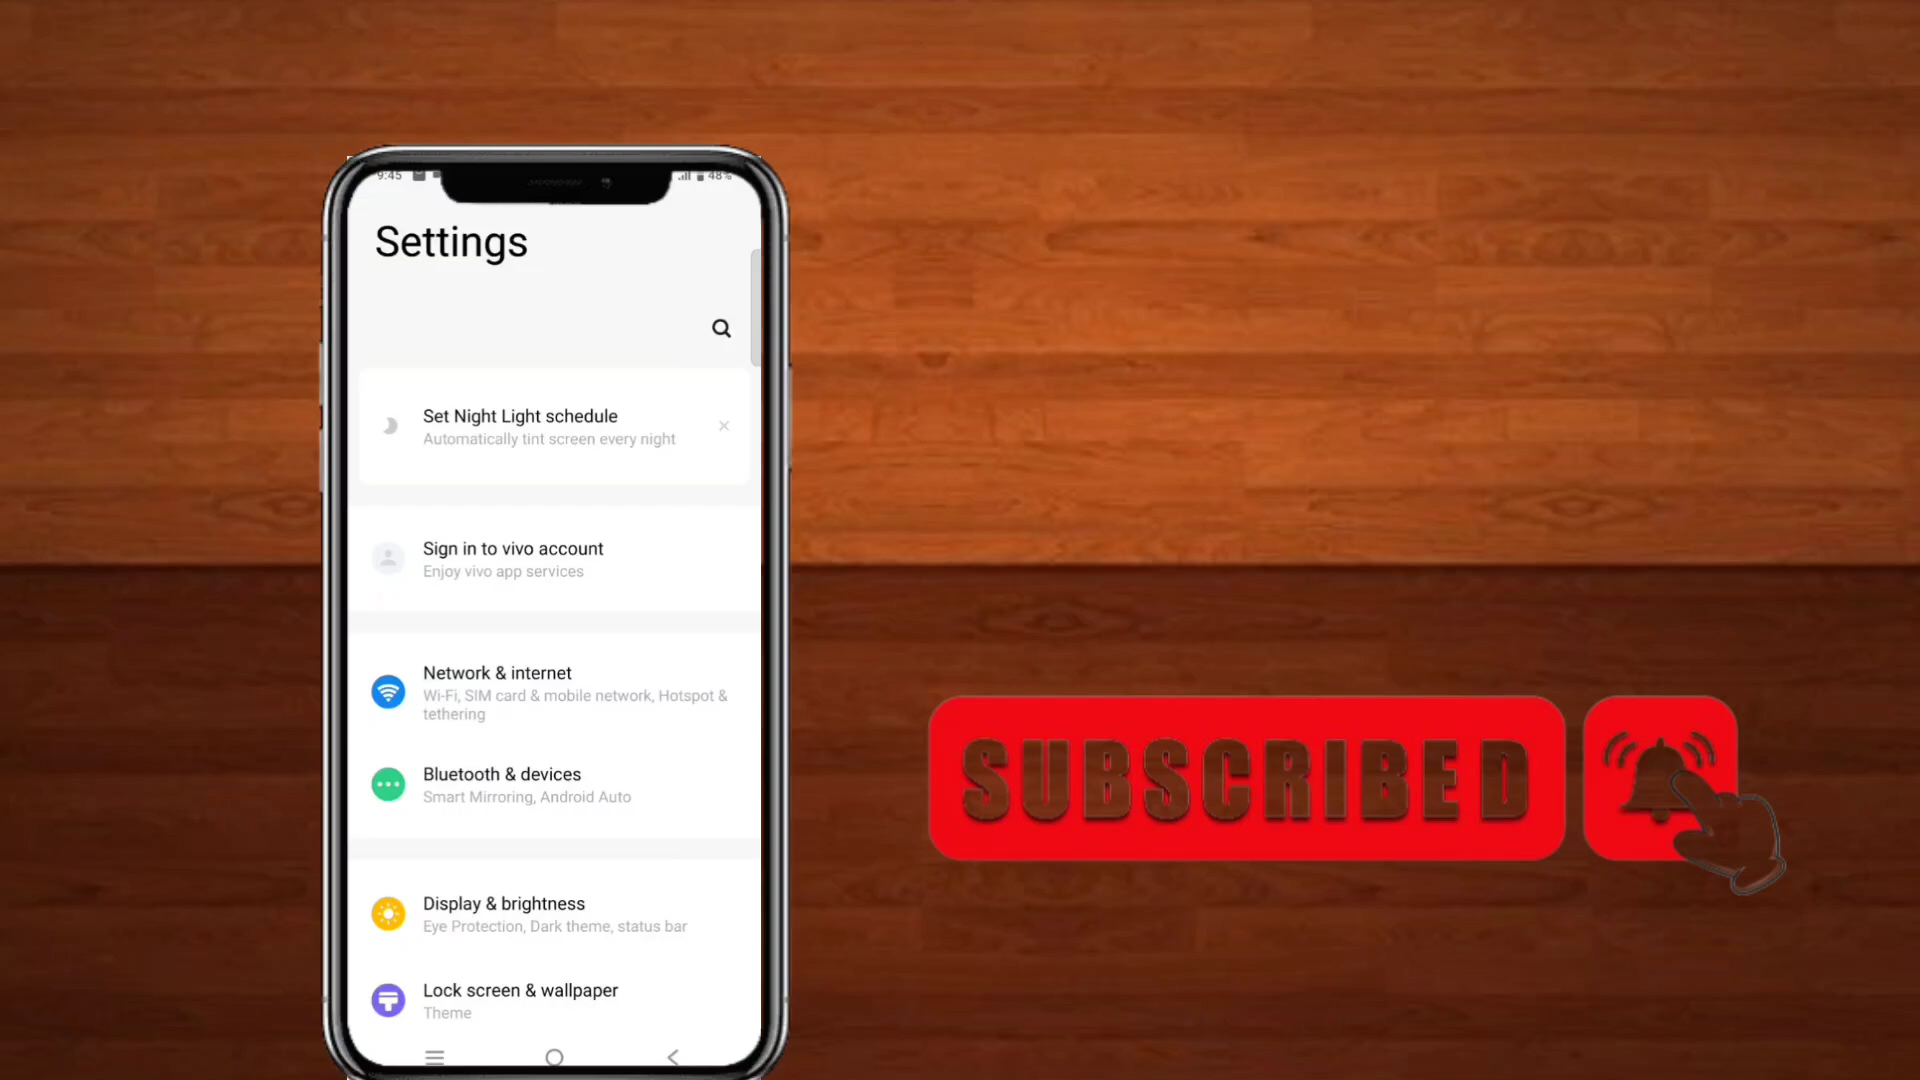 9:45
48%
Settings
Set Night Light schedule
Automatically tint screen every night
Sign in to vivo account
Enjoy vivo app services
Network & internet
Wi-Fi, SIM card & mobile network, Hotspot &
tethering
Bluetooth & devices
Smart Mirroring, Android Auto
Display & brightness
Eye Protection, Dark theme, status bar
Lock screen & wallpaper
Theme
SUBSCRIBED